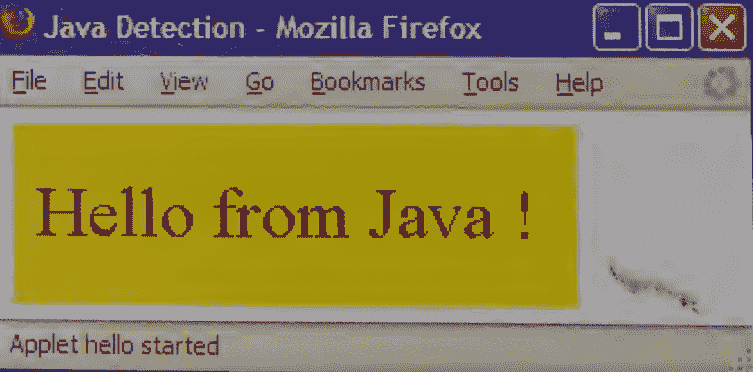 Java Detection - Mozilla Firefox
File Edit View Go Bookmarks Tools Help
Hello from Java !
Applet hello started